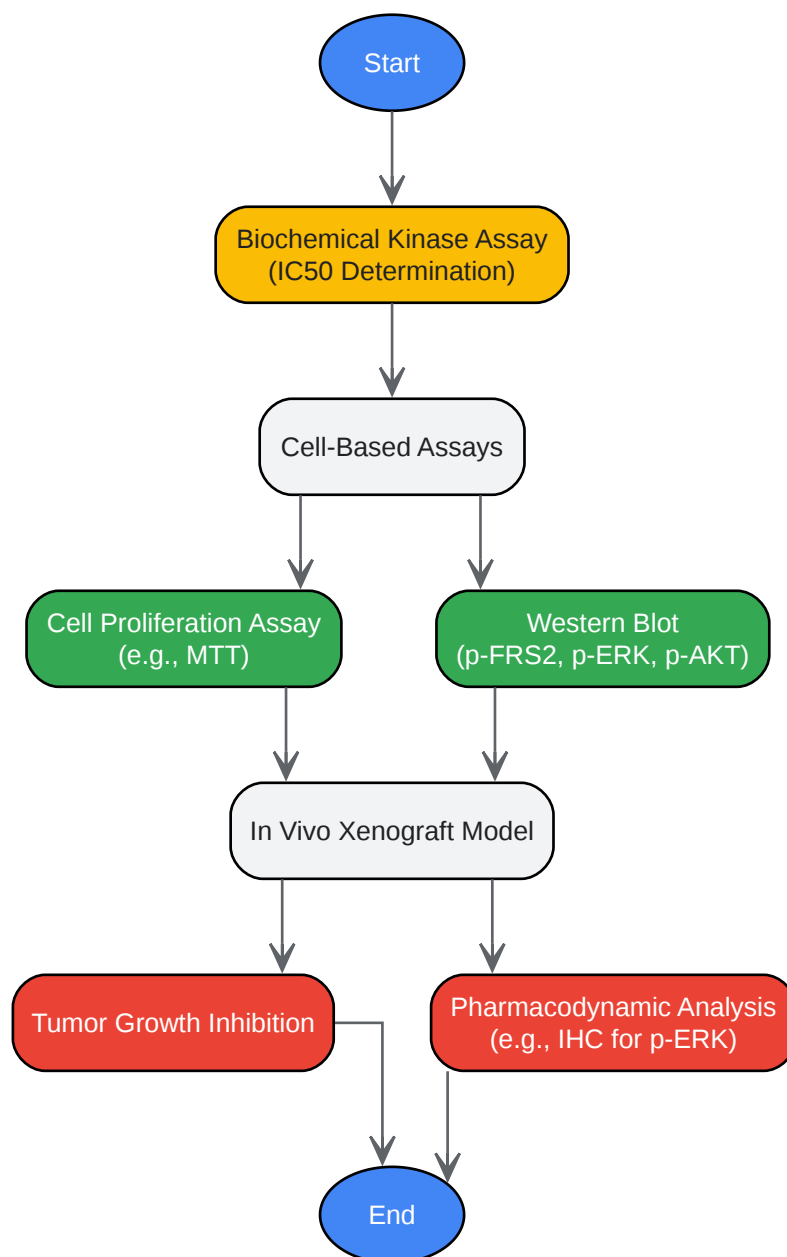 Start
Biochemical Kinase Assay
(IC50 Determination)
Cell-Based Assays
Cell Proliferation Assay
(e.g., MTT)
Western Blot
(p-FRS2, p-ERK, p-AKT)
In Vivo Xenograft Model
Tumor Growth Inhibition
Pharmacodynamic Analysis
(e.g., IHC for p-ERK)
End